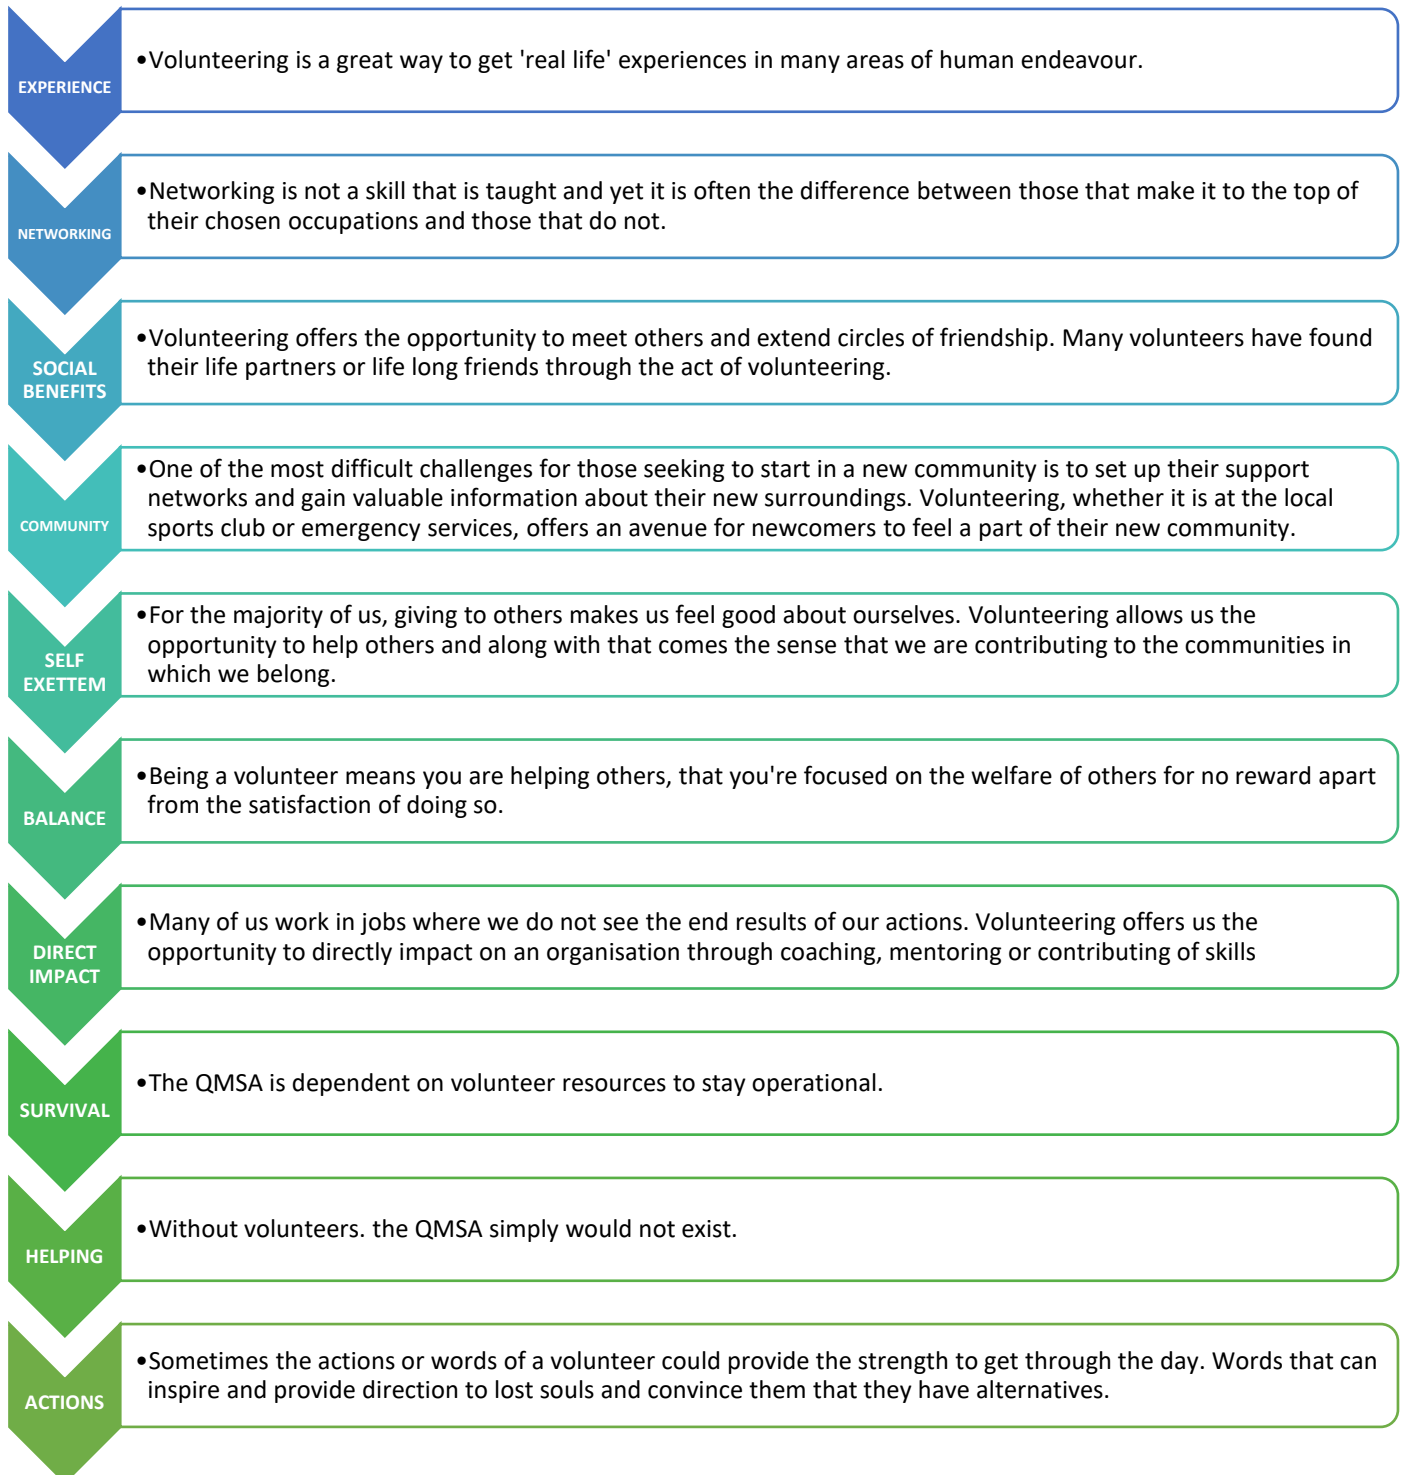 EXPERIENCE
•Volunteering is a great way to get 'real life' experiences in many areas of human endeavour.
NETWORKING
•Networking is not a skill that is taught and yet it is often the difference between those that make it to the top of
their chosen occupations and those that do not.
SOCIAL
BENEFITS
•Volunteering offers the opportunity to meet others and extend circles of friendship. Many volunteers have found
their life partners or life long friends through the act of volunteering.
COMMUNITY
•One of the most difficult challenges for those seeking to start in a new community is to set up their support
networks and gain valuable information about their new surroundings. Volunteering, whether it is at the local
sports club or emergency services, offers an avenue for newcomers to feel a part of their new community.
SELF
EXETTEM
•For the majority of us, giving to others makes us feel good about ourselves. Volunteering allows us the
opportunity to help others and along with that comes the sense that we are contributing to the communities in
which we belong.
BALANCE
•Being a volunteer means you are helping others, that you're focused on the welfare of others for no reward apart
from the satisfaction of doing so.
DIRECT
IMPACT
•Many of us work in jobs where we do not see the end results of our actions. Volunteering offers us the
opportunity to directly impact on an organisation through coaching, mentoring or contributing of skills
SURVIVAL
•The QMSA is dependent on volunteer resources to stay operational.
HELPING
•Without volunteers. the QMSA simply would not exist.
ACTIONS
•Sometimes the actions or words of a volunteer could provide the strength to get through the day. Words that can
inspire and provide direction to lost souls and convince them that they have alternatives.